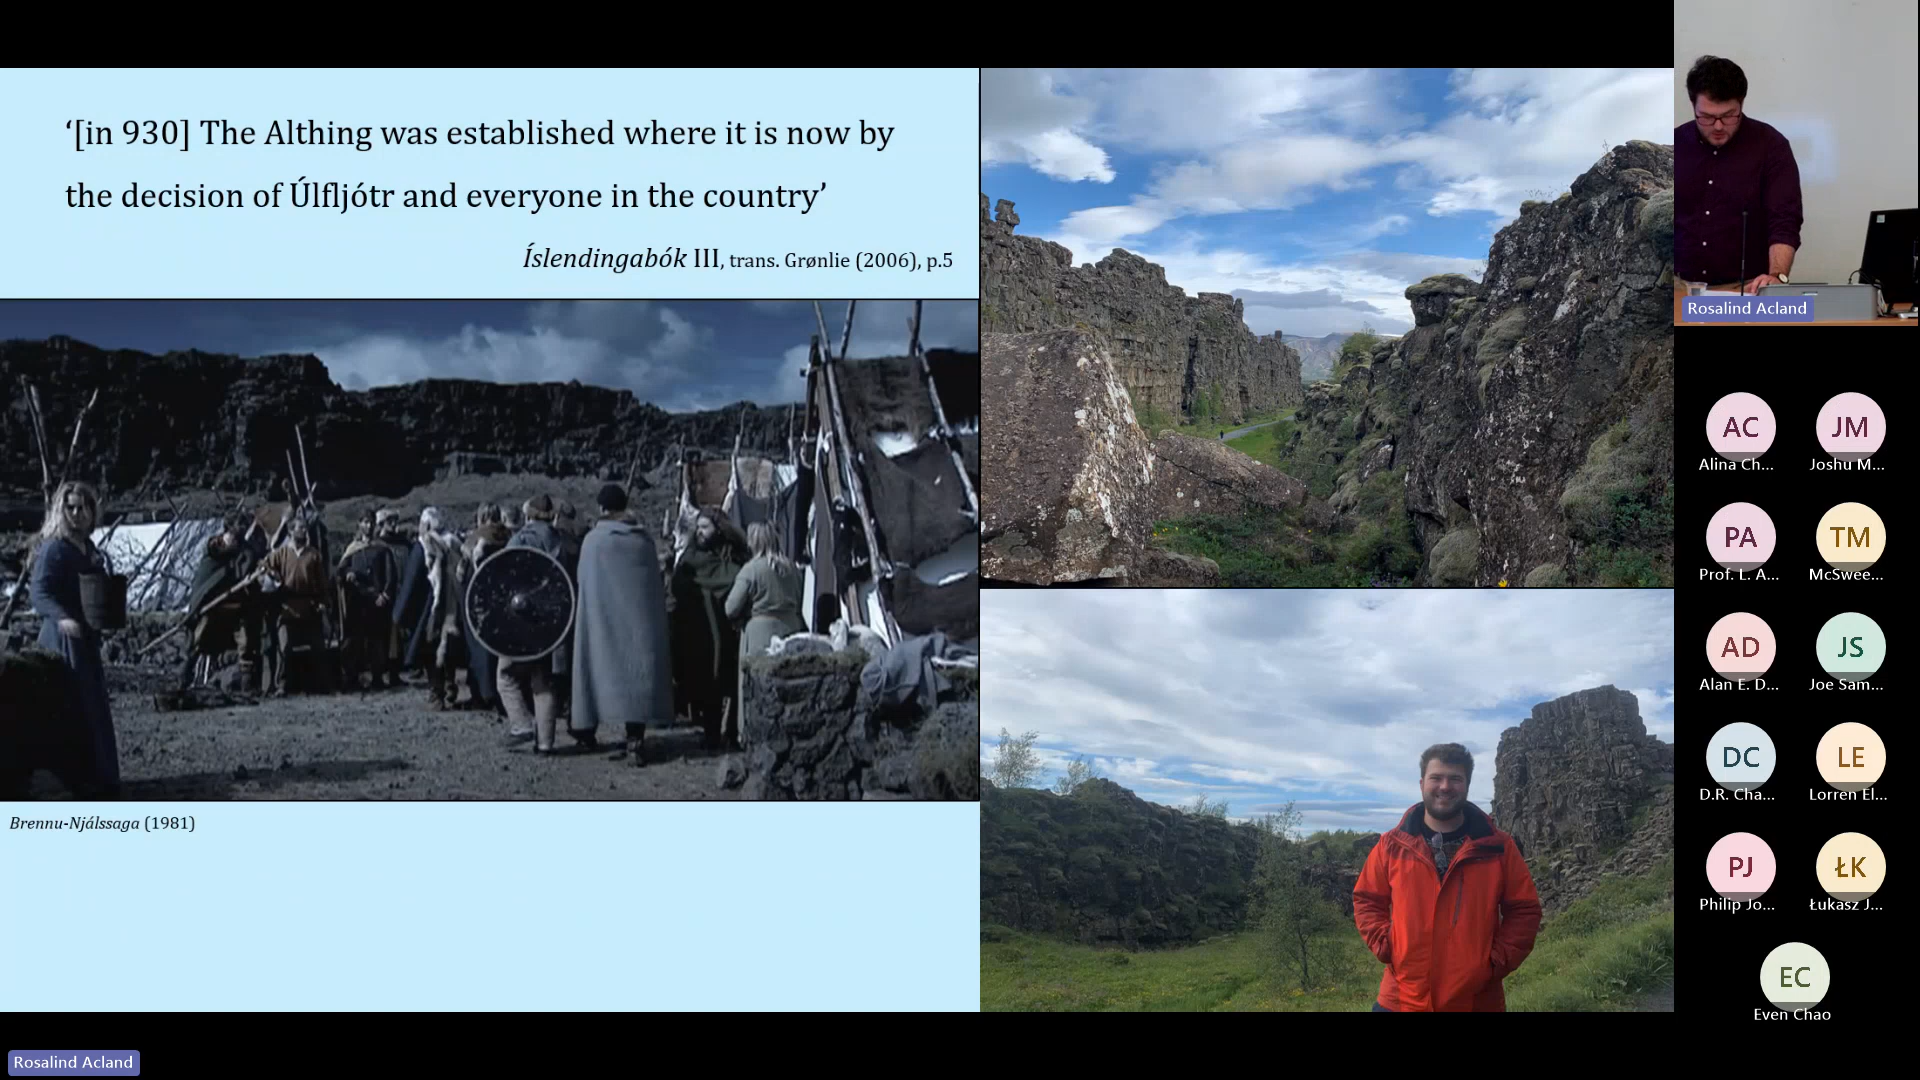 ‘[in 930] The Althing was established where it is now by
the decision of Úlfljótr and everyone in the country’
Íslendingabók III, trans. Grønlie (2006), p.5
Brennu-Njálssaga (1981)
Rosalind Acland
AC
Alina Ch...
JM
Joshu M...
PA
Prof. L. A...
TM
McSwee...
AD
Alan E. D...
JS
Joe Sam...
DC
D.R. Cha...
LE
Lorren El...
PJ
Philip Jo...
ŁK
Łukasz J...
EC
Even Chao
Rosalind Acland